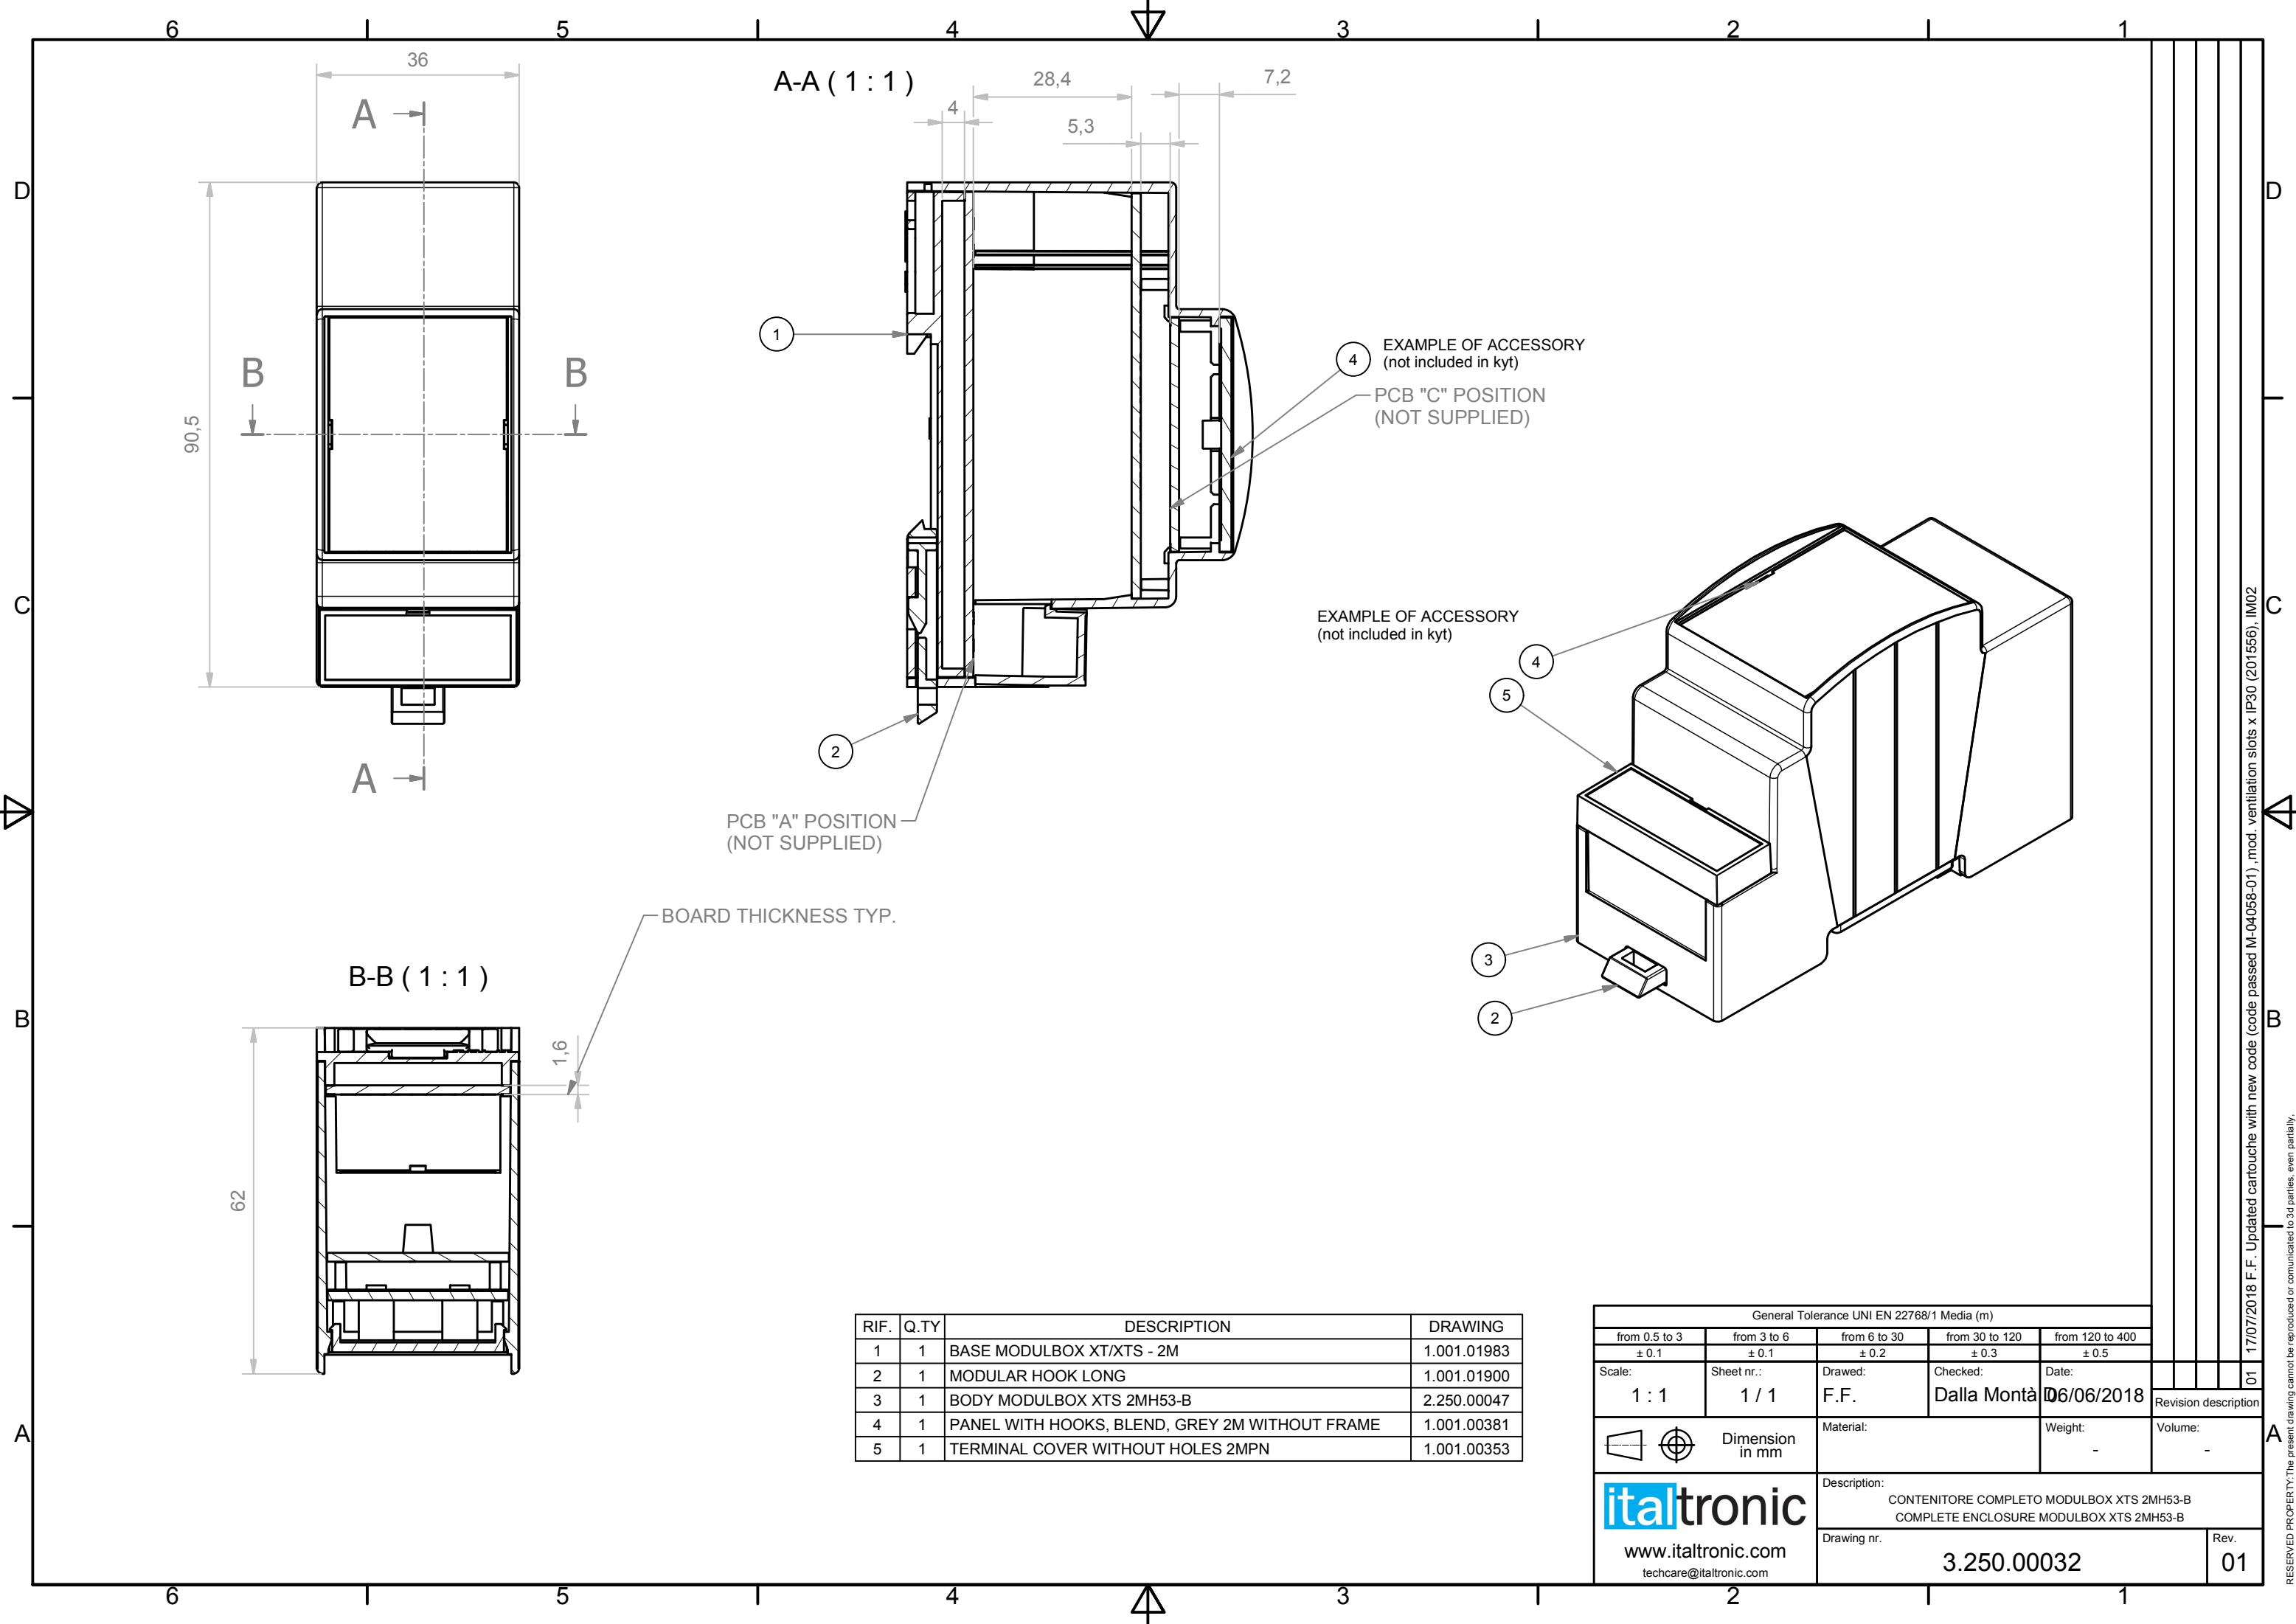 6 5 4 3 2 1
D
D
C
C
B
B
A
A
6 5 4 3 2 1
36
A
A
B
B
90,5
A-A ( 1 : 1 )
4
28,4
5,3
7,2
1
2
4
EXAMPLE OF ACCESSORY
(not included in kyt)
PCB "C" POSITION
(NOT SUPPLIED)
PCB "A" POSITION
(NOT SUPPLIED)
BOARD THICKNESS TYP.
B-B ( 1 : 1 )
1,6
62
EXAMPLE OF ACCESSORY
(not included in kyt)
4
5
3
2
RIF. Q.TY DESCRIPTION DRAWING
1 1 BASE MODULBOX XT/XTS - 2M 1.001.01983
2 1 MODULAR HOOK LONG 1.001.01900
3 1 BODY MODULBOX XTS 2MH53-B 2.250.00047
4 1 PANEL WITH HOOKS, BLEND, GREY 2M WITHOUT FRAME 1.001.00381
5 1 TERMINAL COVER WITHOUT HOLES 2MPN 1.001.00353
General Tolerance UNI EN 22768/1 Media (m)
from 0.5 to 3 from 3 to 6 from 6 to 30 from 30 to 120 from 120 to 400
± 0.1 ± 0.1 ± 0.2 ± 0.3 ± 0.5
Scale: Sheet nr.: Drawed: Checked: Date:
1 : 1 1 / 1 F.F. Dalla Montà 06/06/2018
Revision description
Dimension
in mm
Material: Weight: Volume:
- -
italtronic
www.italtronic.com
techcare@italtronic.com
Description:
CONTENITORE COMPLETO MODULBOX XTS 2MH53-B
COMPLETE ENCLOSURE MODULBOX XTS 2MH53-B
Drawing nr. Rev.
3.250.00032 01
01 17/07/2018 F.F. Updated cartouche with new code (code passed M-04058-01) ,mod. ventilation slots x IP30 (201556), IM02
RESERVED PROPERTY:The present drawing cannot be reproduced or comunicated to 3d parties, even partially.